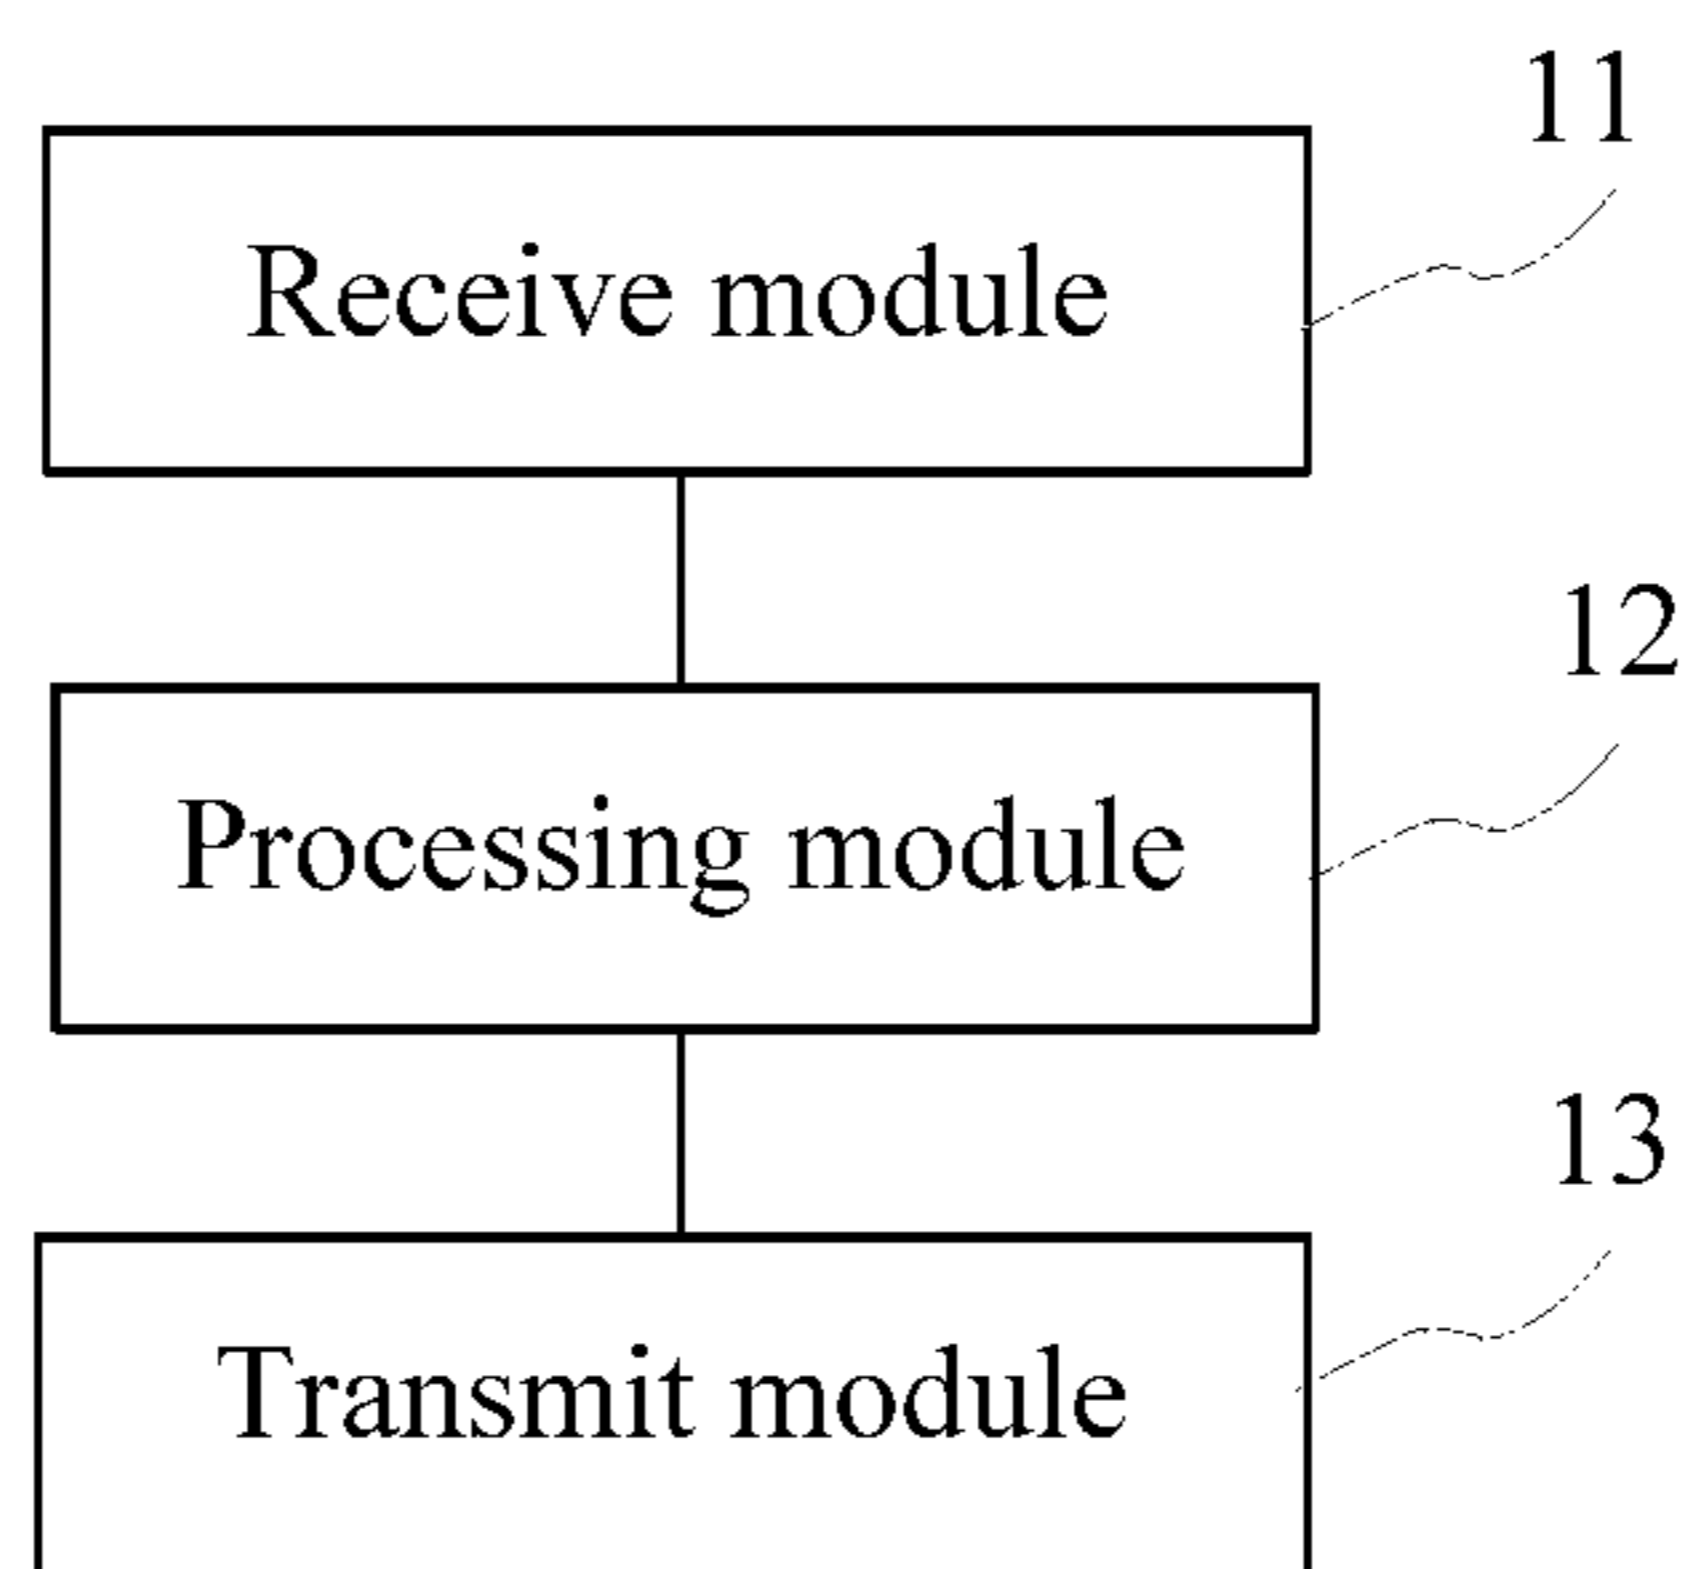 11
Receive module
12
Processing module
13
Transmit module